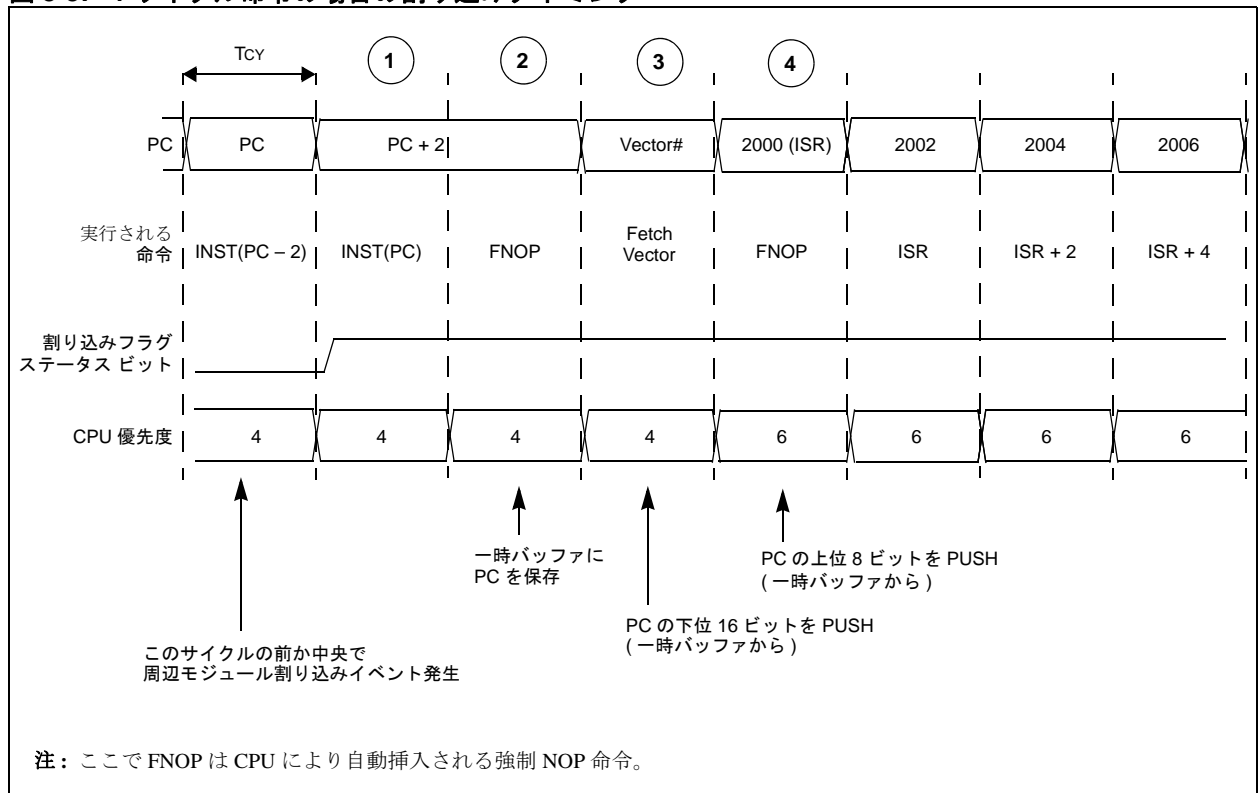 TCY
1 2 3 4
PC PC PC + 2 Vector# 2000 (ISR) 2002 2004 2006
実行される
命令
INST(PC – 2) INST(PC) FNOP Fetch Vector FNOP ISR ISR + 2 ISR + 4
割り込みフラグ
ステータス ビット
CPU 優先度 4 4 4 4 6 6 6 6
一時バッファに
PC を保存
PC の上位 8 ビットを PUSH
( 一時バッファから )
PC の下位 16 ビットを PUSH
( 一時バッファから )
このサイクルの前か中央で
周辺モジュール割り込みイベント発生
注 : ここで FNOP は CPU により自動挿入される強制 NOP 命令。